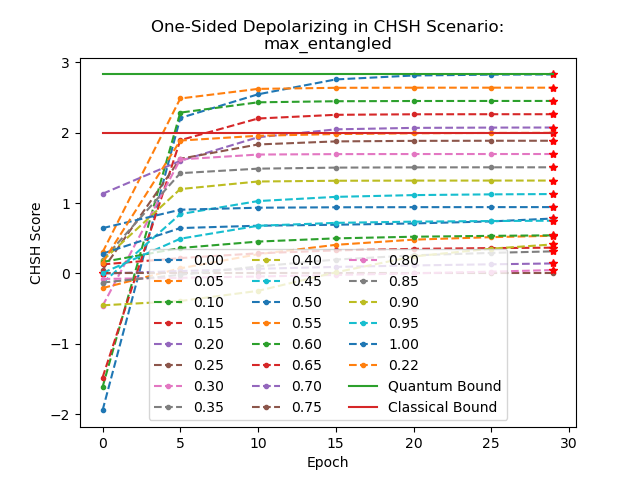 One-Sided Depolarizing in CHSH Scenario:
max_entangled
CHSH Score
3
2
1
0
−1
−2
0.00 0.40 0.80
0.05 0.45 0.85
0.10 0.50 0.90
0.15 0.55 0.95
0.20 0.60 1.00
0.25 0.65 0.22
0.30 0.70 Quantum Bound
0.35 0.75 Classical Bound
0 5 10 15 20 25 30
Epoch